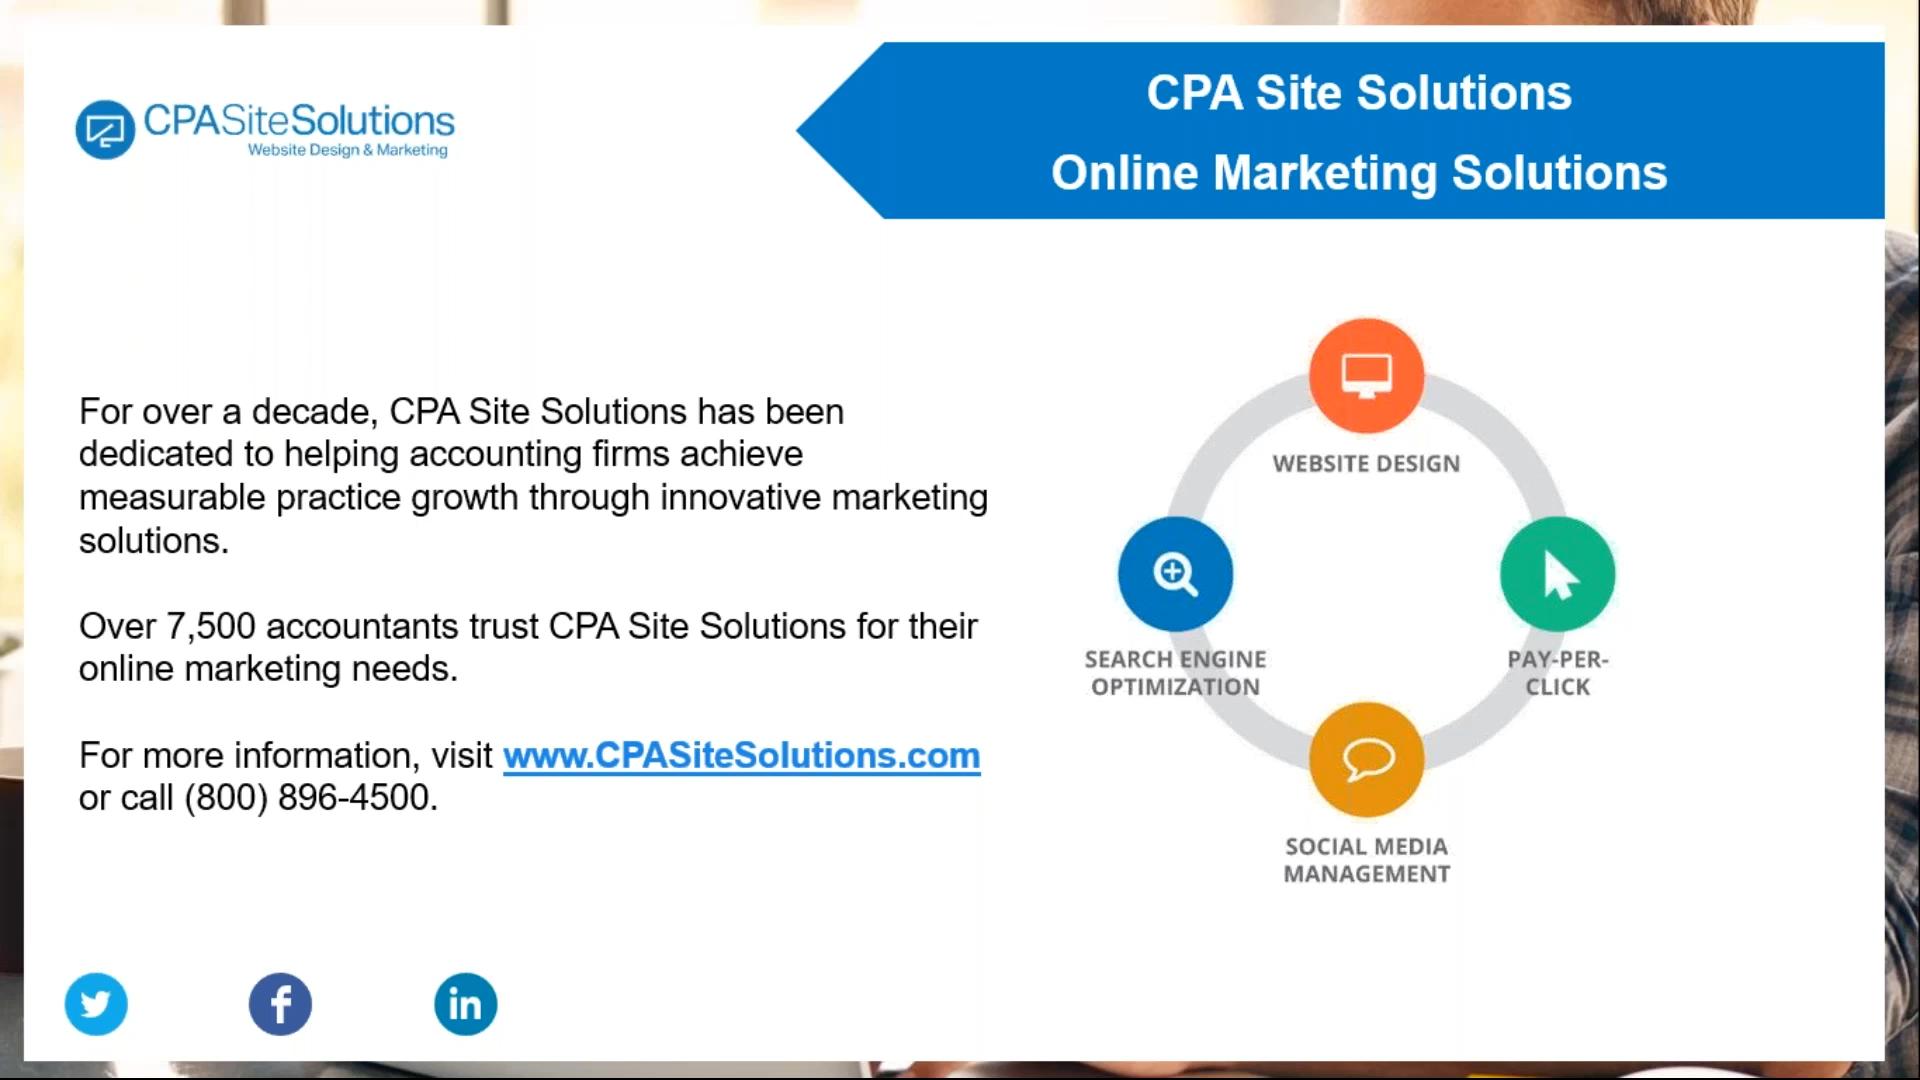 CPASiteSolutions
Website Design & Marketing
CPA Site Solutions
Online Marketing Solutions
For over a decade, CPA Site Solutions has been
dedicated to helping accounting firms achieve
measurable practice growth through innovative marketing
solutions.
Over 7,500 accountants trust CPA Site Solutions for their
online marketing needs.
For more information, visit www.CPASiteSolutions.com
or call (800) 896-4500.
WEBSITE DESIGN
SEARCH ENGINE
OPTIMIZATION
PAY-PER-
CLICK
SOCIAL MEDIA
MANAGEMENT
f
in